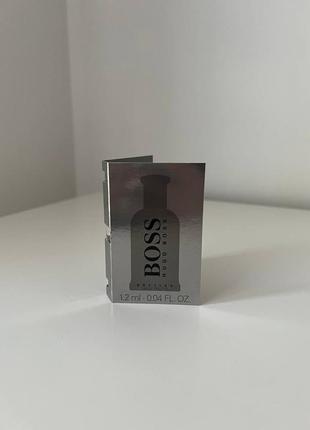 BOSS
HUGO BOSS
BOTTLED
1.2 ml - 0.04 FL. OZ.